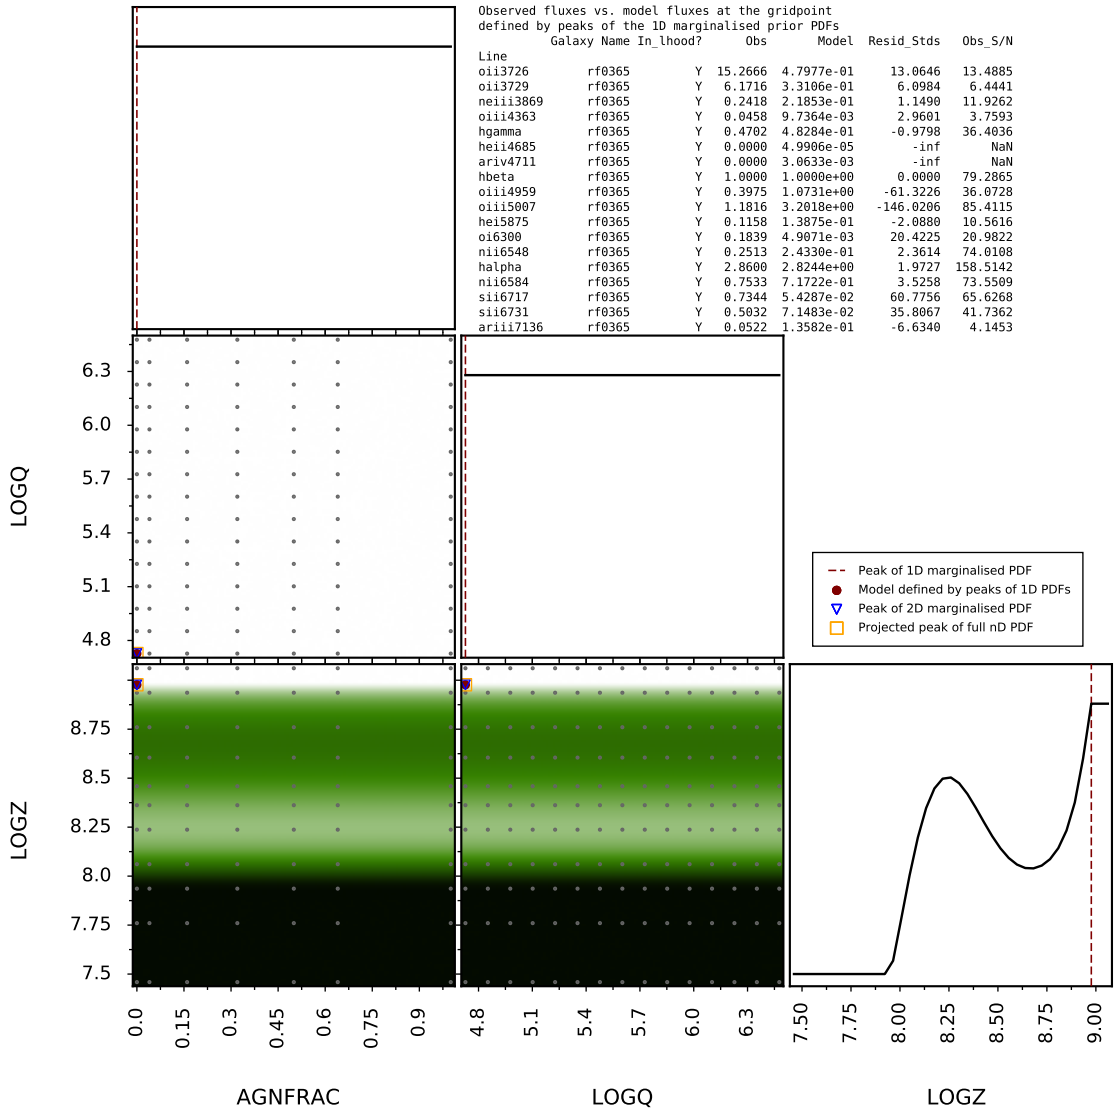 Observed fluxes vs. model fluxes at the gridpoint
defined by peaks of the 1D marginalised prior PDFs
Galaxy Name In_lhood? Obs Model Resid_Stds Obs_S/N
Line
oii3726 rf0365 Y 15.2666 4.7977e-01 13.0646 13.4885
oii3729 rf0365 Y 6.1716 3.3106e-01 6.0984 6.4441
neiii3869 rf0365 Y 0.2418 2.1853e-01 1.1490 11.9262
oiii4363 rf0365 Y 0.0458 9.7364e-03 2.9601 3.7593
hgamma rf0365 Y 0.4702 4.8284e-01 -0.9798 36.4036
heii4685 rf0365 Y 0.0000 4.9906e-05 -inf NaN
ariv4711 rf0365 Y 0.0000 3.0633e-03 -inf NaN
hbeta rf0365 Y 1.0000 1.0000e+00 0.0000 79.2865
oiii4959 rf0365 Y 0.3975 1.0731e+00 -61.3226 36.0728
oiii5007 rf0365 Y 1.1816 3.2018e+00 -146.0206 85.4115
hei5875 rf0365 Y 0.1158 1.3875e-01 -2.0880 10.5616
oi6300 rf0365 Y 0.1839 4.9071e-03 20.4225 20.9822
nii6548 rf0365 Y 0.2513 2.4330e-01 2.3614 74.0108
halpha rf0365 Y 2.8600 2.8244e+00 1.9727 158.5142
nii6584 rf0365 Y 0.7533 7.1722e-01 3.5258 73.5509
sii6717 rf0365 Y 0.7344 5.4287e-02 60.7756 65.6268
sii6731 rf0365 Y 0.5032 7.1483e-02 35.8067 41.7362
ariii7136 rf0365 Y 0.0522 1.3582e-01 -6.6340 4.1453
LOGQ
6.3
6.0
5.7
5.4
5.1
4.8
Peak of 1D marginalised PDF
Model defined by peaks of 1D PDFs
Peak of 2D marginalised PDF
Projected peak of full nD PDF
LOGZ
8.75
8.5
8.25
8.0
7.75
7.5
0.0 0.15 0.3 0.45 0.6 0.75 0.9
4.8 5.1 5.4 5.7 6.0 6.3
7.50 7.75 8.00 8.25 8.50 8.75 9.00
AGNFRAC LOGQ LOGZ